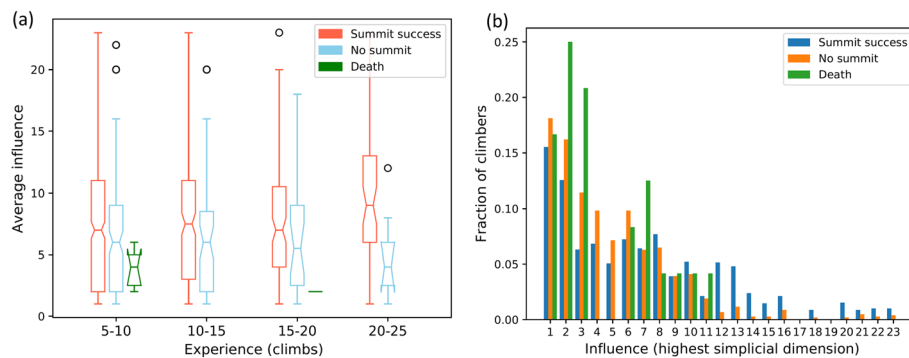 (a)
Summit success
No summit
Death
20
15
10
5
0
Average influence
5-10
10-15
15-20
20-25
Experience (climbs)
(b)
Summit success
No summit
Death
0.25
0.20
0.15
0.10
0.05
0.00
Fraction of climbers
1 2 3 4 5 6 7 8 9 10 11 12 13 14 15 16 17 18 19 20 21 22 23
Influence (highest simplicial dimension)